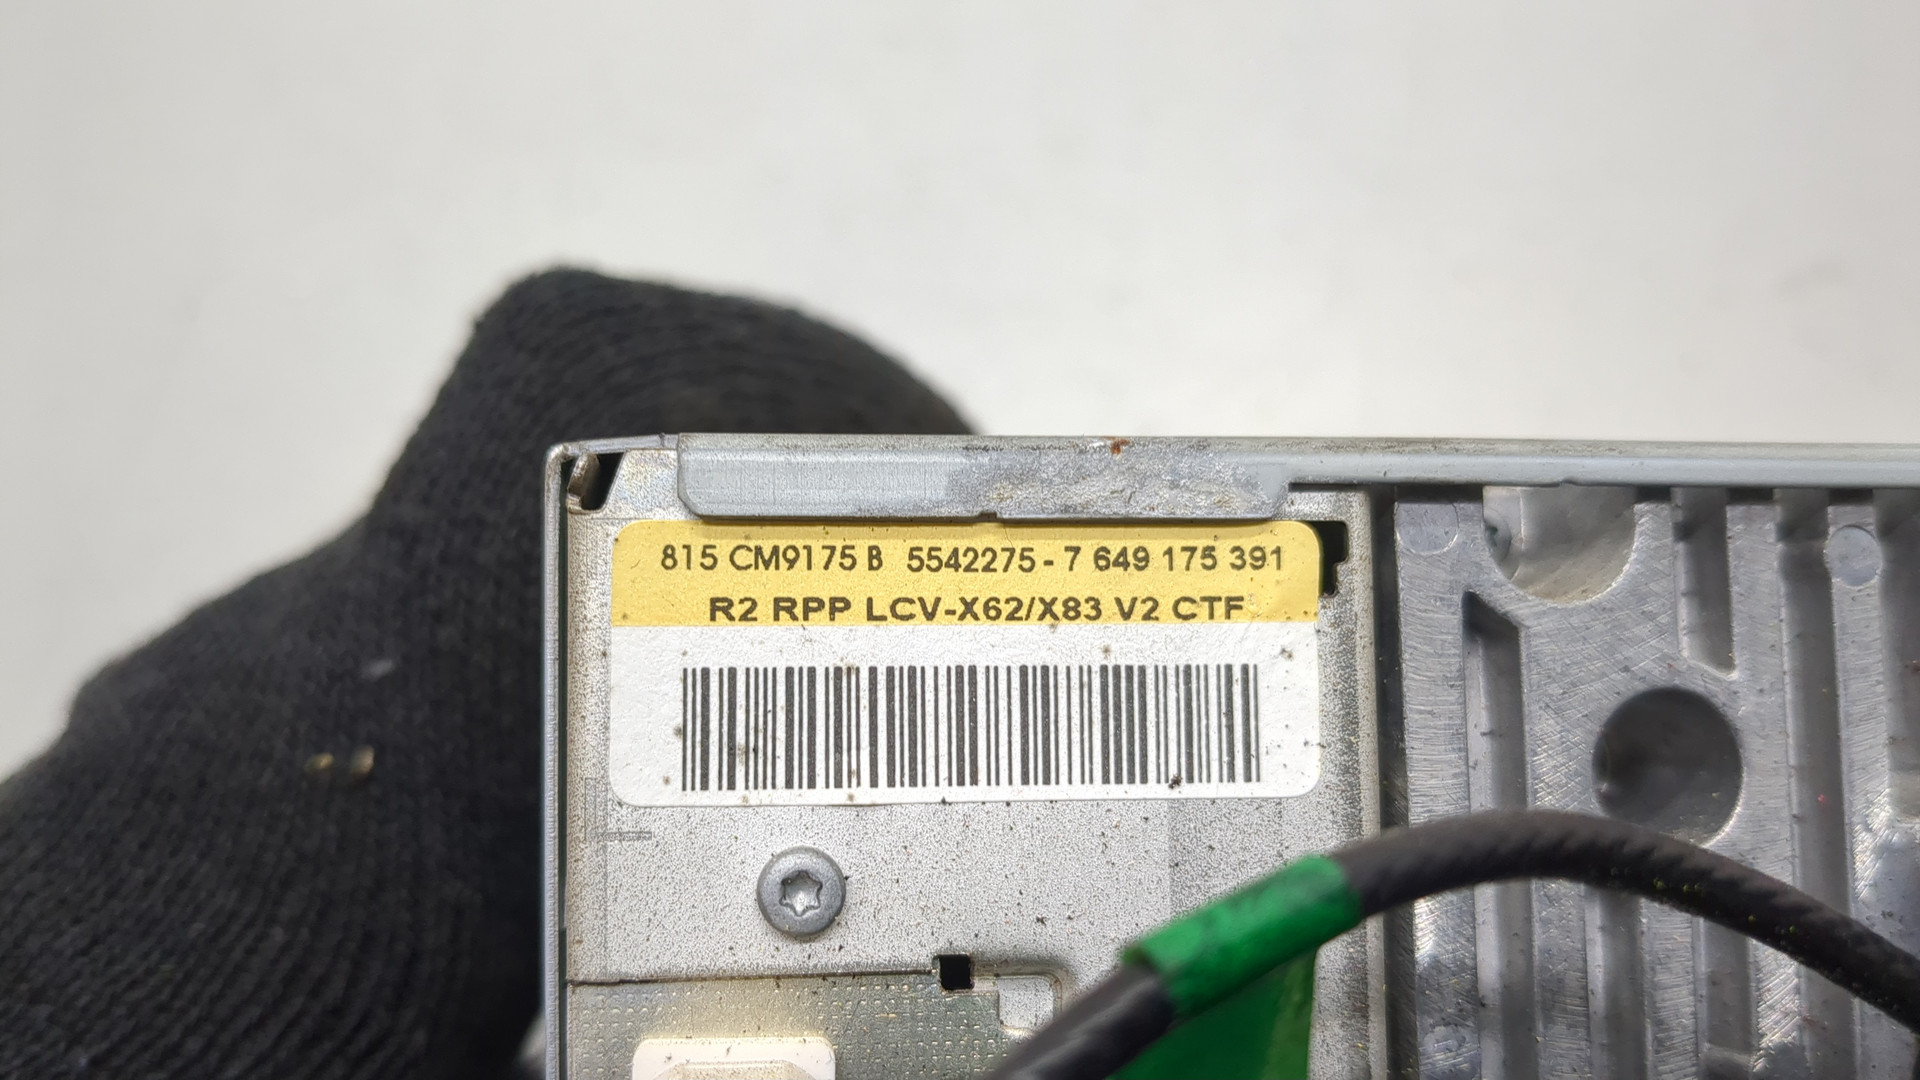 815 CM9175 B 5542275 - 7 649 175 391
R2 RPP LCV-X62/X83 V2 CTF